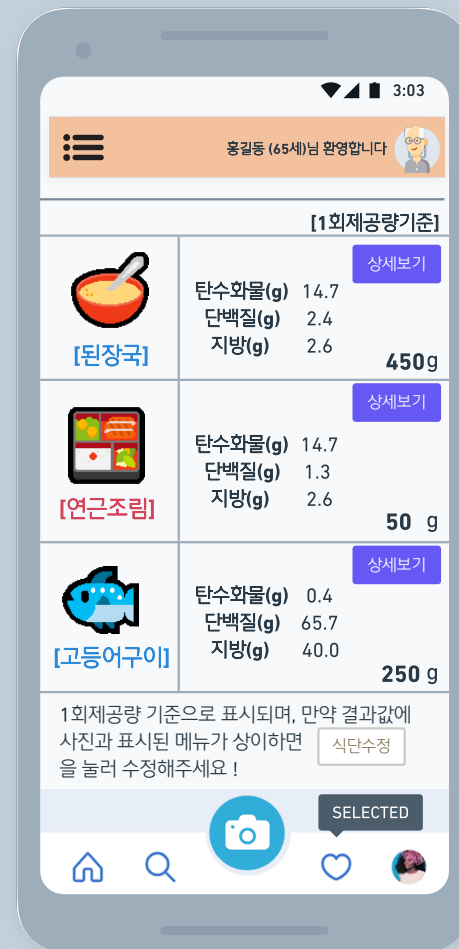 3:03
홍길동 (65세)님 환영합니다
[1회제공량기준]
상세보기
탄수화물(g) 14.7
단백질(g) 2.4
지방(g) 2.6
[된장국]
450g
상세보기
탄수화물(g) 14.7
단백질(g) 1.3
지방(g) 2.6
[연근조림]
50 g
상세보기
탄수화물(g) 0.4
단백질(g) 65.7
지방(g) 40.0
[고등어구이]
250 g
1회제공량 기준으로 표시되며, 만약 결과값에
사진과 표시된 메뉴가 상이하면 식단수정
을 눌러 수정해주세요 !
SELECTED